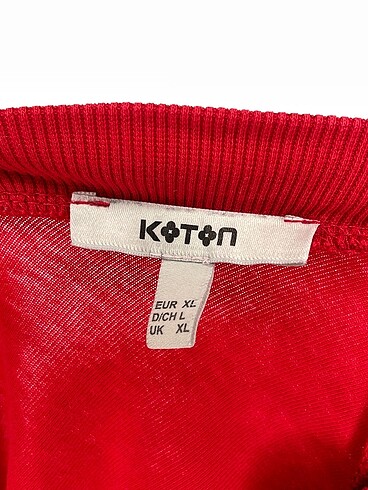 KOTON
EUR XL
D/CH L
UK XL